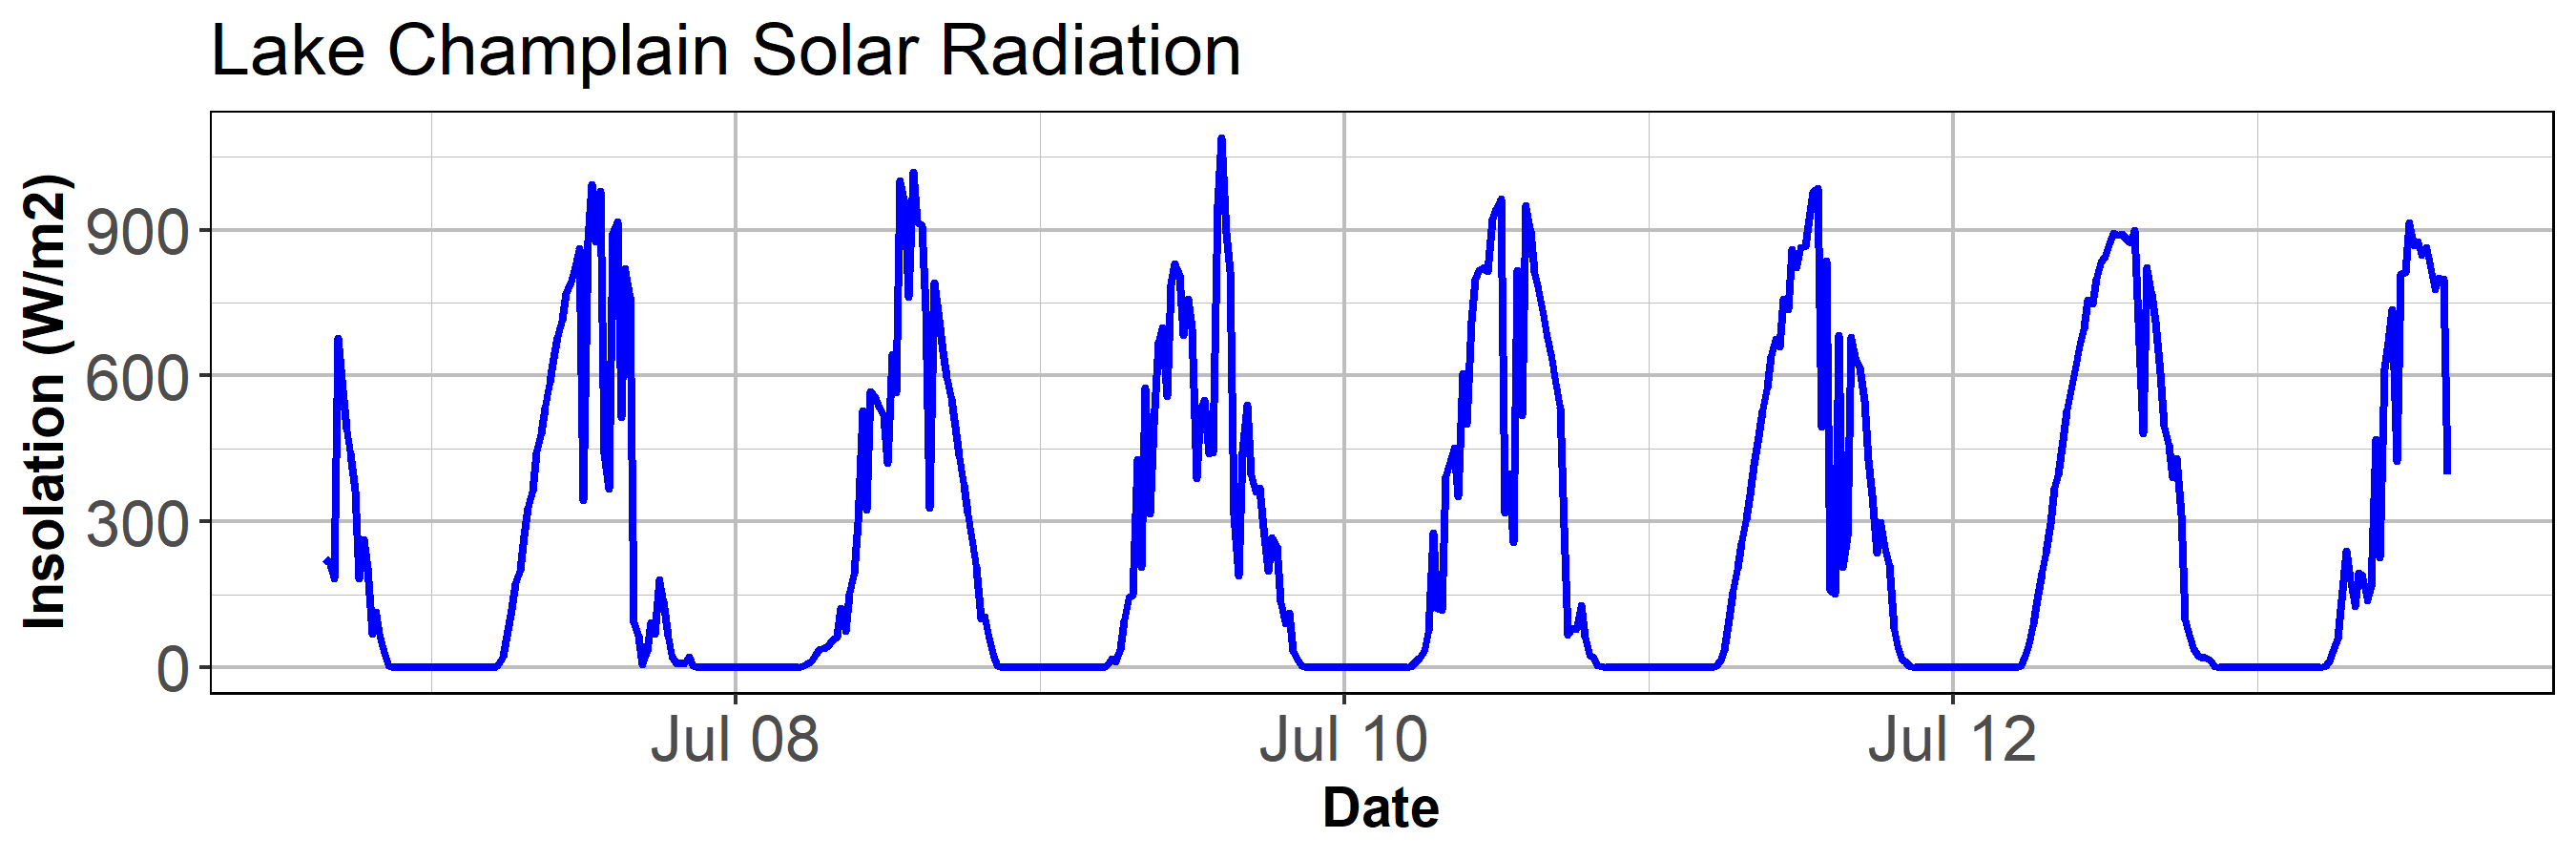 Lake Champlain Solar Radiation
Insolation (W/m2)
900
600
300
0
Jul 08
Jul 10
Jul 12
Date